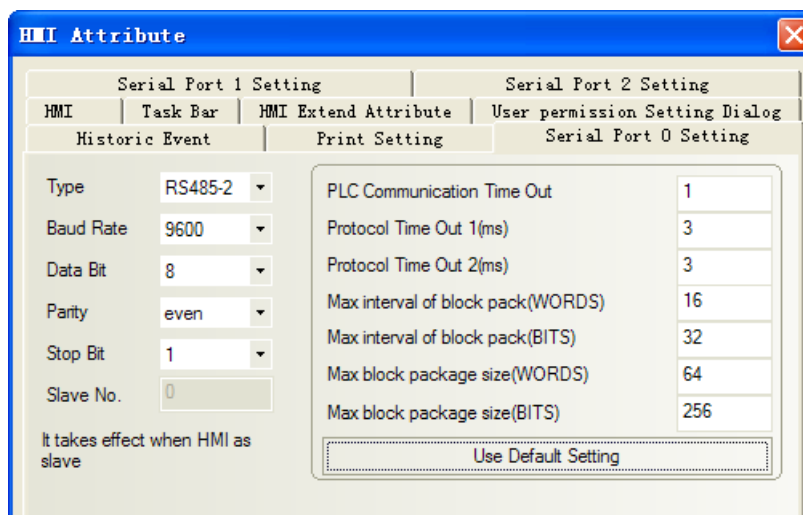 HMI Attribute
Serial Port 1 Setting
Serial Port 2 Setting
HMI
Task Bar
HMI Extend Attribute
User permission Setting Dialog
Historic Event
Print Setting
Serial Port 0 Setting
Type RS485-2
Baud Rate 9600
Data Bit 8
Parity even
Stop Bit 1
Slave No. 0
It takes effect when HMI as
slave
PLC Communication Time Out 1
Protocol Time Out 1(ms) 3
Protocol Time Out 2(ms) 3
Max interval of block pack(WORDS) 16
Max interval of block pack(BITS) 32
Max block package size(WORDS) 64
Max block package size(BITS) 256
Use Default Setting